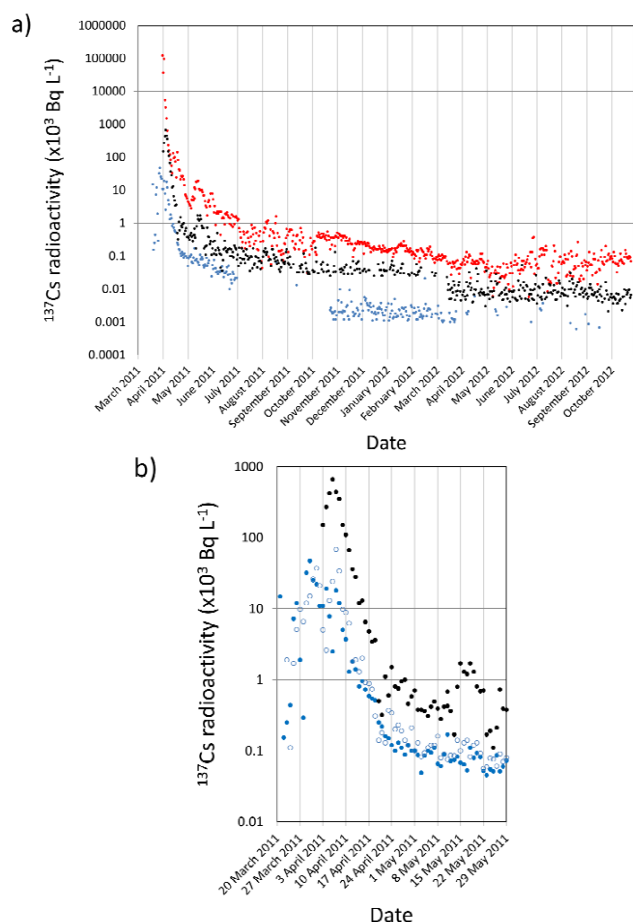 a)
1000000
100000
10000
1000
100
10
1
0.1
0.01
0.001
0.0001
¹³⁷Cs radioactivity (x10³ Bq L⁻¹)
March 2011
April 2011
May 2011
June 2011
July 2011
August 2011
September 2011
October 2011
November 2011
December 2011
January 2012
February 2012
March 2012
April 2012
May 2012
June 2012
July 2012
August 2012
September 2012
October 2012
Date
b)
1000
100
10
1
0.1
0.01
¹³⁷Cs radioactivity (x10³ Bq L⁻¹)
20 March 2011
27 March 2011
3 April 2011
10 April 2011
17 April 2011
24 April 2011
1 May 2011
8 May 2011
15 May 2011
22 May 2011
29 May 2011
Date